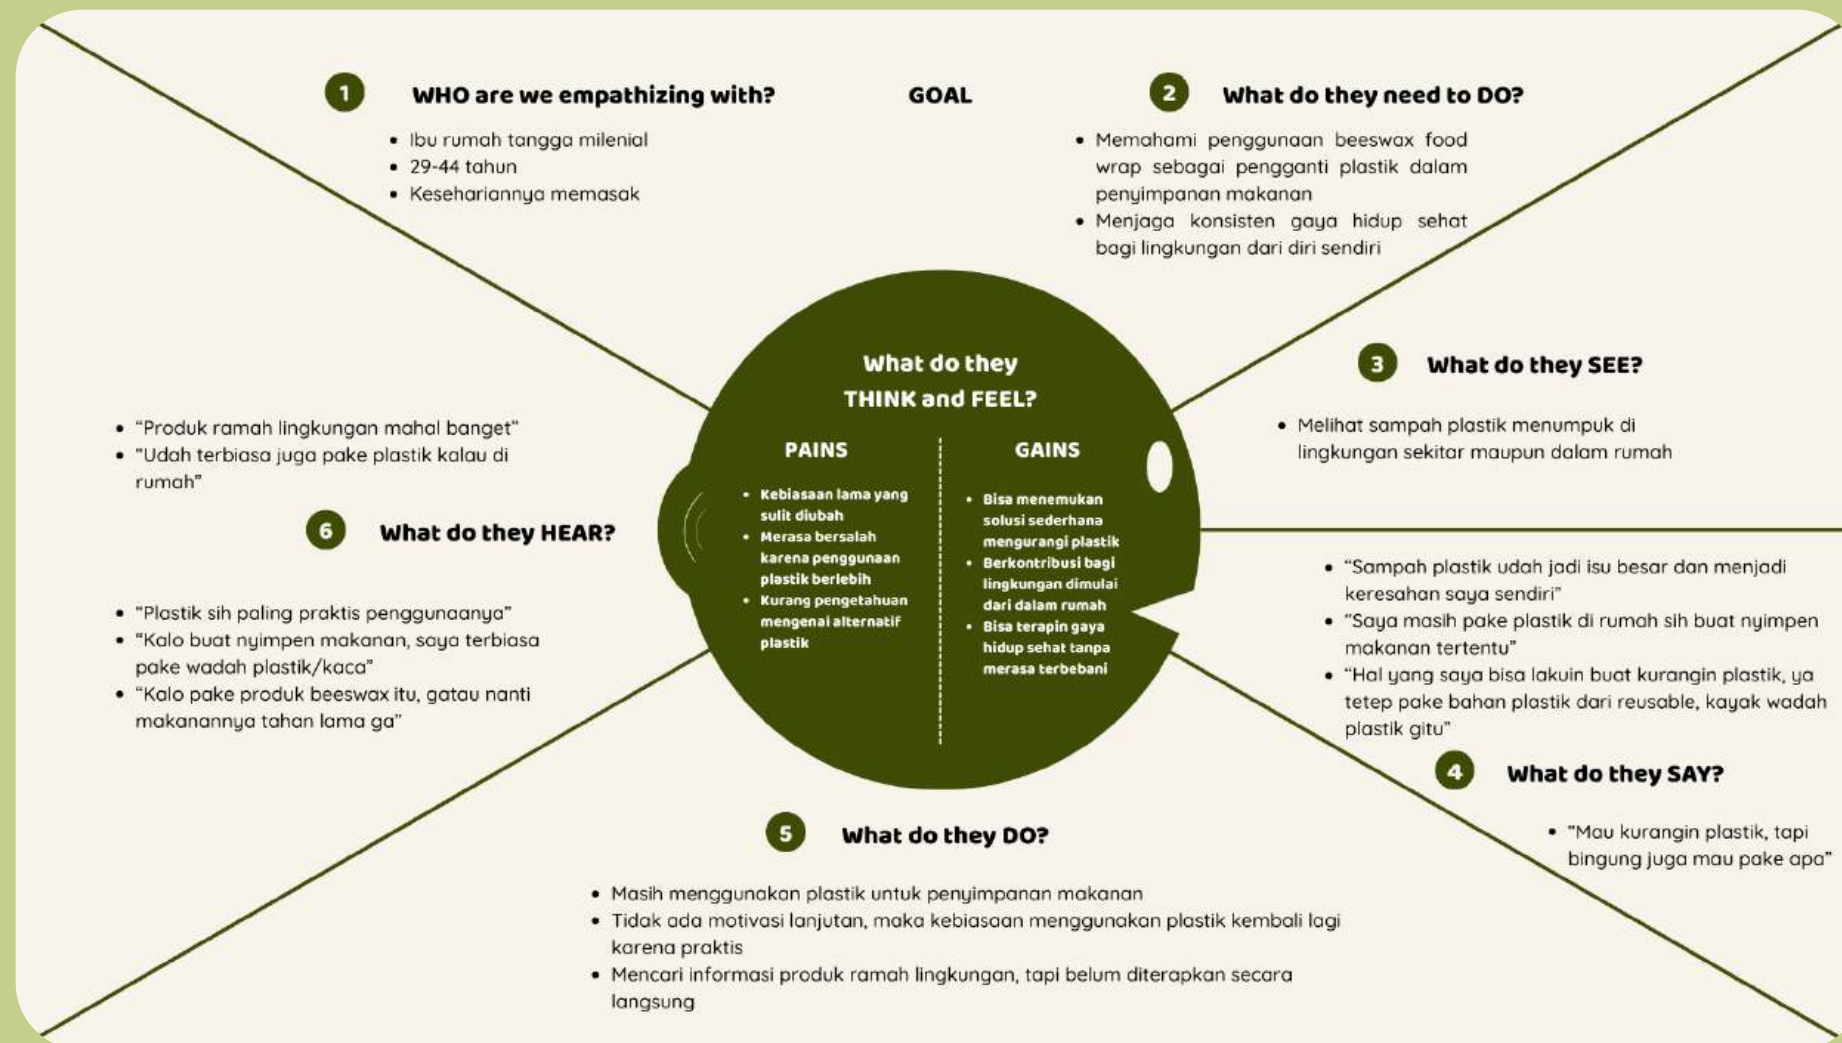 1 WHO are we empathizing with?
• Ibu rumah tangga milenial
• 29-44 tahun
• Kesehariannya memasak
GOAL
2 What do they need to DO?
• Memahami penggunaan beeswax food
wrap sebagai pengganti plastik dalam
penyimpanan makanan
• Menjaga konsisten gaya hidup sehat
bagi lingkungan dari diri sendiri
3 What do they SEE?
• Melihat sampah plastik menumpuk di
lingkungan sekitar maupun dalam rumah
• “Sampah plastik udah jadi isu besar dan menjadi
keresahan saya sendiri”
• “Saya masih pake plastik di rumah sih buat nyimpen
makanan tertentu”
• “Hal yang saya bisa lakuin buat kurangin plastik, ya
tetep pake bahan plastik dari reusable, kayak wadah
plastik gitu”
4 What do they SAY?
• “Mau kurangin plastik, tapi
bingung juga mau pake apa”
5 What do they DO?
• Masih menggunakan plastik untuk penyimpanan makanan
• Tidak ada motivasi lanjutan, maka kebiasaan menggunakan plastik kembali lagi
karena praktis
• Mencari informasi produk ramah lingkungan, tapi belum diterapkan secara
langsung
• “Produk ramah lingkungan mahal banget”
• “Udah terbiasa juga pake plastik kalau di
rumah”
6 What do they HEAR?
• “Plastik sih paling praktis penggunaanya”
• “Kalo buat nyimpen makanan, saya terbiasa
pake wadah plastik/kaca”
• “Kalo pake produk beeswax itu, gatau nanti
makanannya tahan lama ga”
What do they
THINK and FEEL?
PAINS
• Kebiasaan lama yang
sulit diubah
• Merasa bersalah
karena penggunaan
plastik berlebih
• Kurang pengetahuan
mengenai alternatif
plastik
GAINS
• Bisa menemukan
solusi sederhana
mengurangi plastik
• Berkontribusi bagi
lingkungan dimulai
dari dalam rumah
• Bisa terapin gaya
hidup sehat tanpa
merasa terbebani